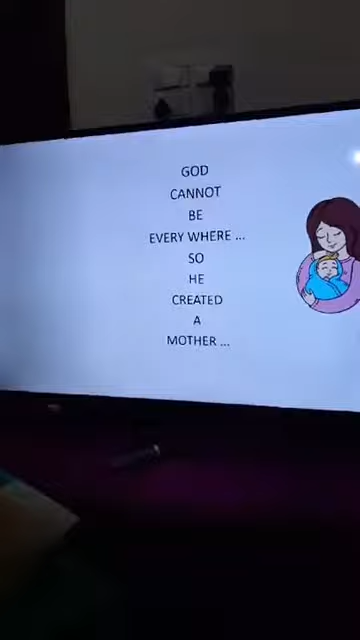 GOD
CANNOT
BE
EVERY WHERE ...
SO
HE
CREATED
A
MOTHER ...